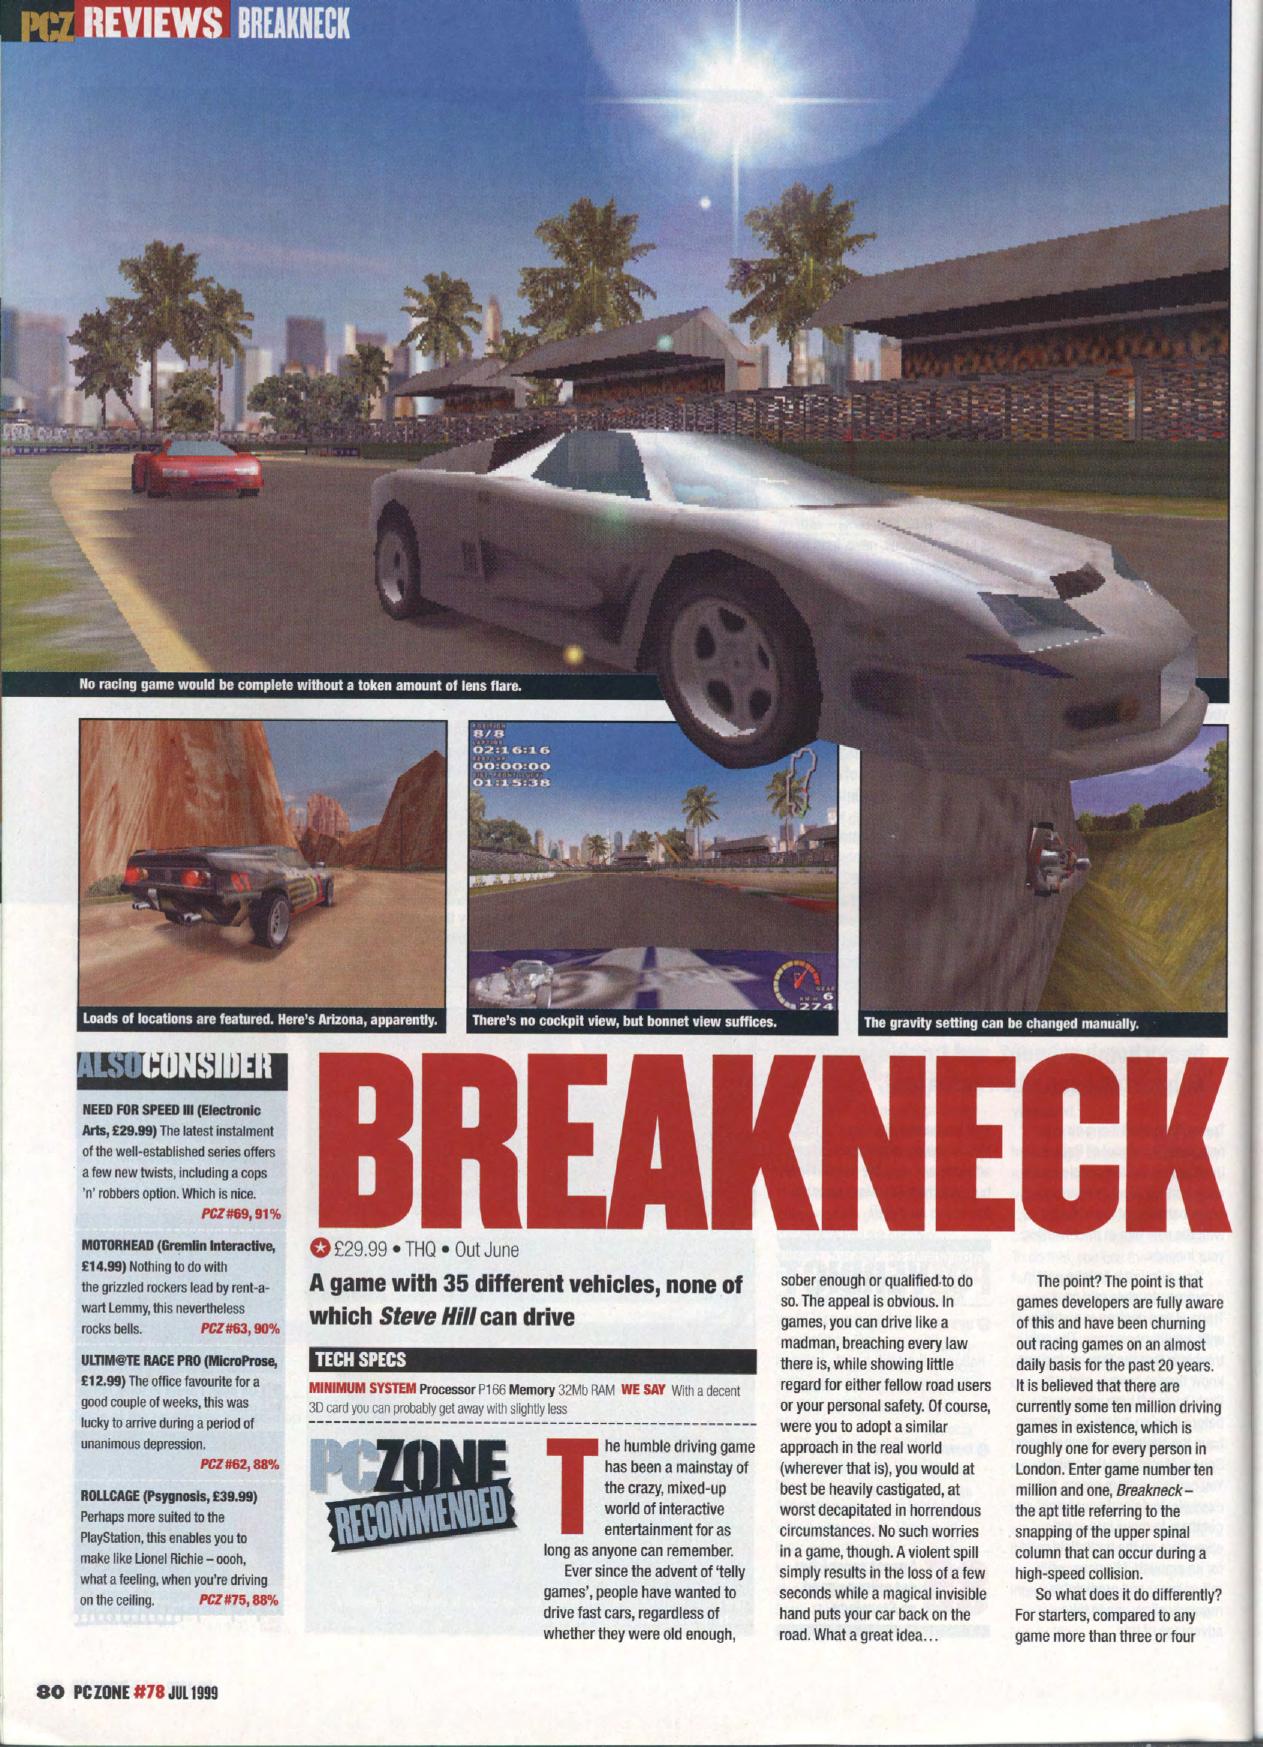 PCZ REVIEWS BREAKNECK
No racing game would be complete without a token amount of lens flare.
8/8
02:16:16
00:00:00
01:15:38
6
274
Loads of locations are featured. Here's Arizona, apparently.
There's no cockpit view, but bonnet view suffices.
The gravity setting can be changed manually.
ALSO CONSIDER
NEED FOR SPEED III (Electronic
Arts, £29.99) The latest instalment
of the well-established series offers
a few new twists, including a cops
'n' robbers option. Which is nice.
PCZ #69, 91%
MOTORHEAD (Gremlin Interactive,
£14.99) Nothing to do with
the grizzled rockers lead by rent-a-
wart Lemmy, this nevertheless
rocks bells. PCZ #63, 90%
ULTIM@TE RACE PRO (MicroProse,
£12.99) The office favourite for a
good couple of weeks, this was
lucky to arrive during a period of
unanimous depression.
PCZ #62, 88%
ROLLCAGE (Psygnosis, £39.99)
Perhaps more suited to the
PlayStation, this enables you to
make like Lionel Richie – oooh,
what a feeling, when you're driving
on the ceiling. PCZ #75, 88%
BREAKNECK
£29.99 • THQ • Out June
A game with 35 different vehicles, none of
which Steve Hill can drive
TECH SPECS
MINIMUM SYSTEM Processor P166 Memory 32Mb RAM WE SAY With a decent
3D card you can probably get away with slightly less
PCZONE
RECOMMENDED
The humble driving game
has been a mainstay of
the crazy, mixed-up
world of interactive
entertainment for as
long as anyone can remember.
Ever since the advent of 'telly
games', people have wanted to
drive fast cars, regardless of
whether they were old enough,
sober enough or qualified to do
so. The appeal is obvious. In
games, you can drive like a
madman, breaching every law
there is, while showing little
regard for either fellow road users
or your personal safety. Of course,
were you to adopt a similar
approach in the real world
(wherever that is), you would at
best be heavily castigated, at
worst decapitated in horrendous
circumstances. No such worries
in a game, though. A violent spill
simply results in the loss of a few
seconds while a magical invisible
hand puts your car back on the
road. What a great idea...
The point? The point is that
games developers are fully aware
of this and have been churning
out racing games on an almost
daily basis for the past 20 years.
It is believed that there are
currently some ten million driving
games in existence, which is
roughly one for every person in
London. Enter game number ten
million and one, Breakneck –
the apt title referring to the
snapping of the upper spinal
column that can occur during a
high-speed collision.
So what does it do differently?
For starters, compared to any
game more than three or four
80 PCZONE #78 JUL 1999